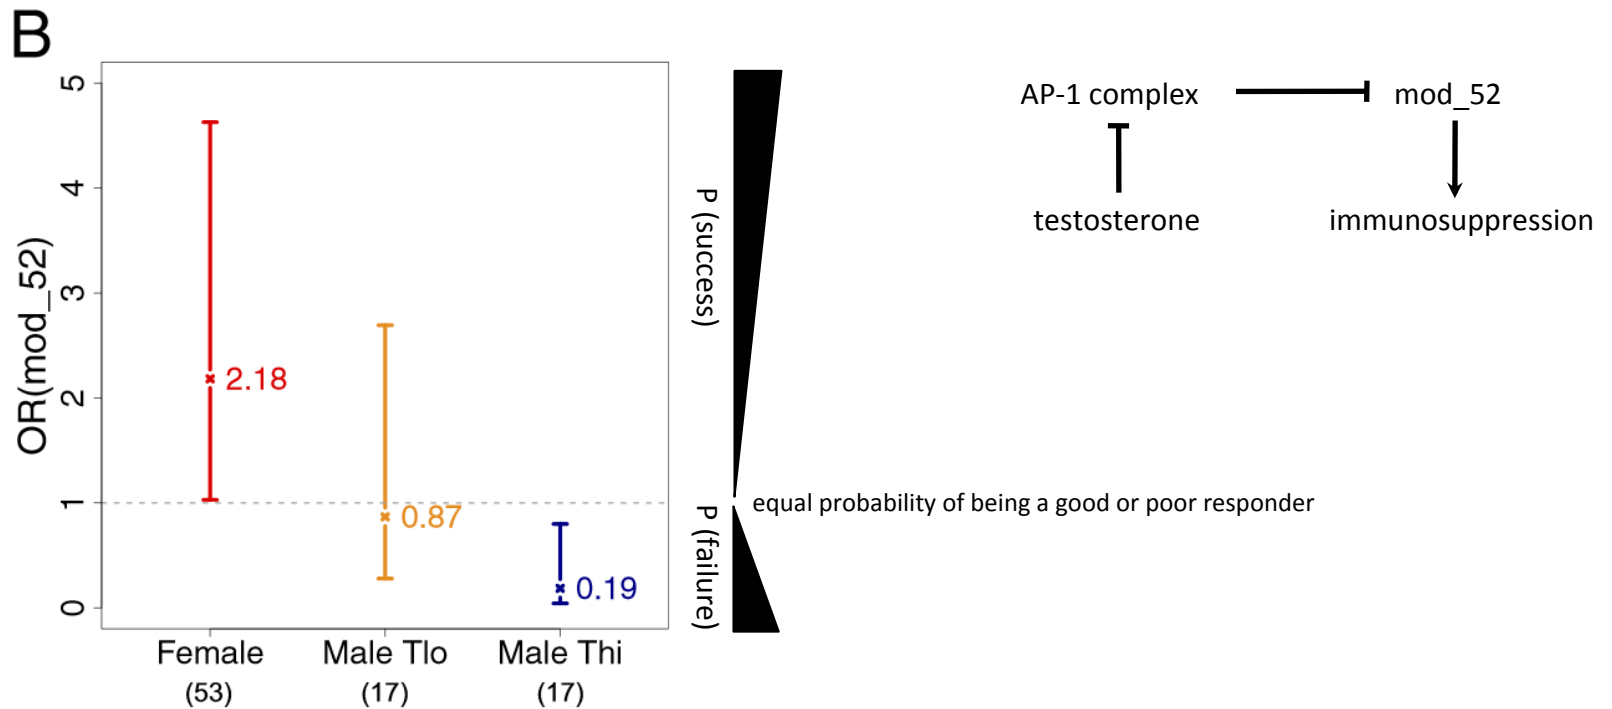 B
OR(mod_52)
5
4
3
2
1
0
2.18
0.87
0.19
Female
(53)
Male Tlo
(17)
Male Thi
(17)
P (success)
P (failure)
equal probability of being a good or poor responder
AP-1 complex
mod_52
testosterone
immunosuppression